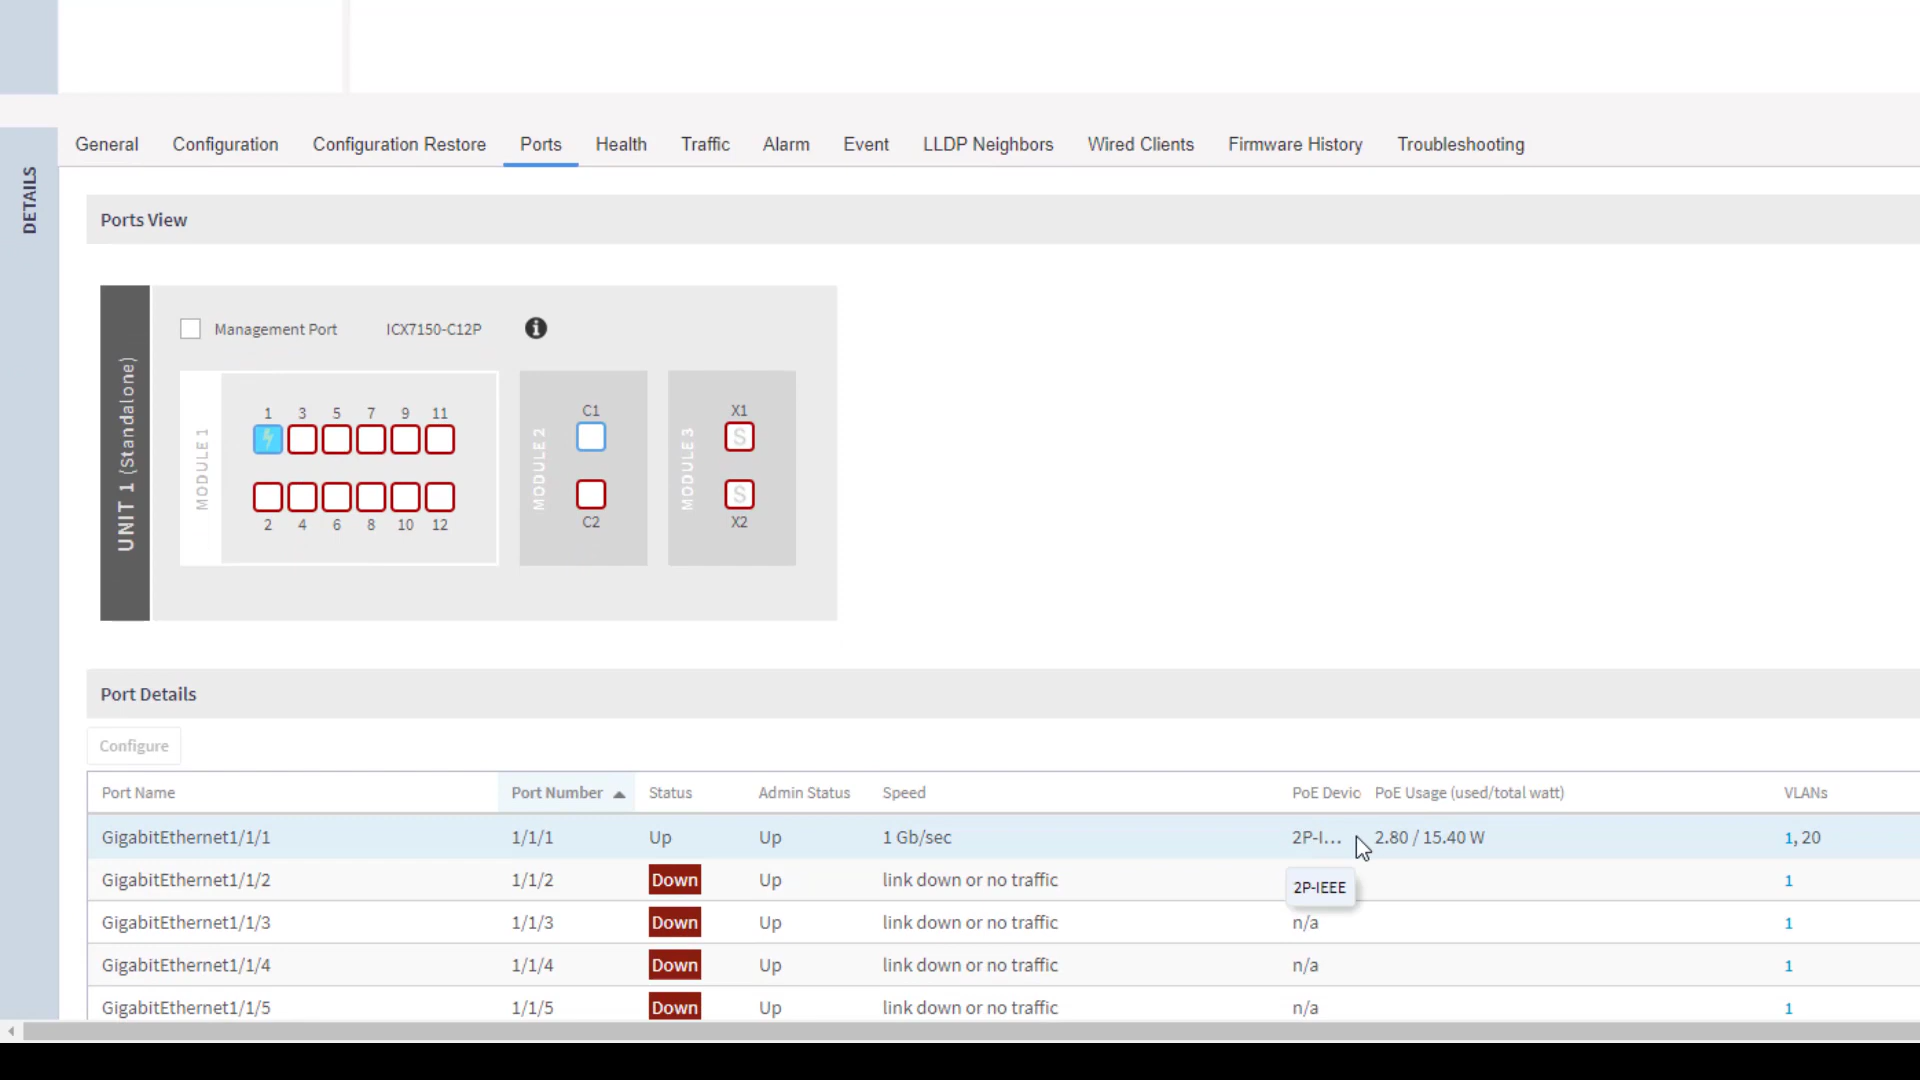 General Configuration Configuration Restore Ports Health Traffic Alarm Event LLDP Neighbors Wired Clients Firmware History Troubleshooting
DETAILS
Ports View
UNIT 1 (Standalone)
Management Port ICX7150-C12P
MODULE 1
1 3 5 7 9 11
2 4 6 8 10 12
MODULE 2
C1
C2
MODULE 3
X1
S
S
X2
Port Details
Configure
Port Name Port Number Status Admin Status Speed PoE Devic PoE Usage (used/total watt) VLANs
GigabitEthernet1/1/1 1/1/1 Up Up 1 Gb/sec 2P-I... 2.80 / 15.40 W 1, 20
GigabitEthernet1/1/2 1/1/2 Down Up link down or no traffic 2P-IEEE 1
GigabitEthernet1/1/3 1/1/3 Down Up link down or no traffic n/a 1
GigabitEthernet1/1/4 1/1/4 Down Up link down or no traffic n/a 1
GigabitEthernet1/1/5 1/1/5 Down Up link down or no traffic n/a 1